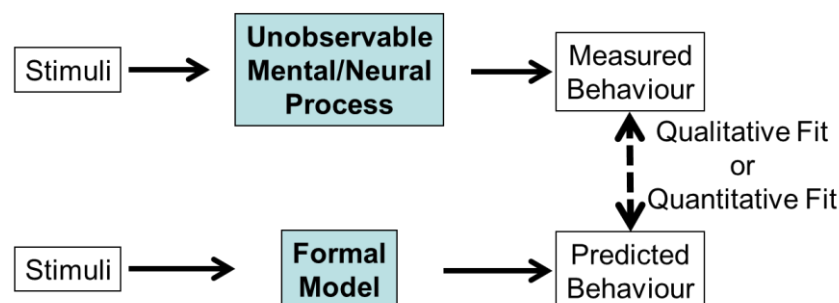 Stimuli
Unobservable
Mental/Neural
Process
Measured
Behaviour
Qualitative Fit
or
Quantitative Fit
Stimuli
Formal
Model
Predicted
Behaviour